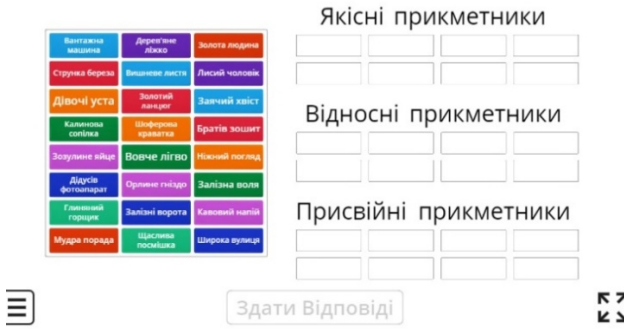 Якісні прикметники
Вантажна машина
Дерев'яне ліжко
Золота людина
Струнка береза
Вишневе листя
Лисий чоловік
Дівочі уста
Золотий ланцюг
Заячий хвіст
Відносні прикметники
Калинова сопілка
Шоферова краватка
Братів зошит
Зозулине яйце
Вовче лігво
Ніжний погляд
Дідусів фотоапарат
Орлине гніздо
Залізна воля
Присвійні прикметники
Глиняний горщик
Залізні ворота
Кавовий напій
Мудра порада
Щаслива посмішка
Широка вулиця
Здати Відповіді